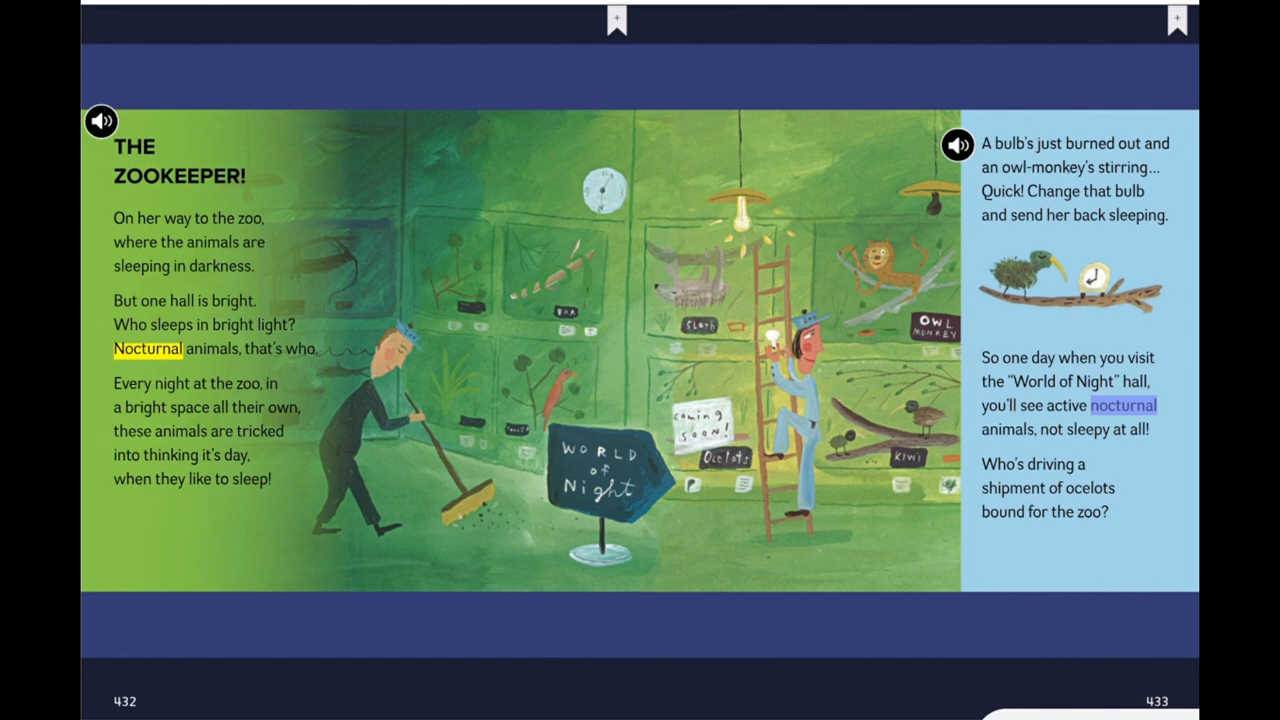 THE
ZOOKEEPER!
On her way to the zoo,
where the animals are
sleeping in darkness.
But one hall is bright.
Who sleeps in bright light?
Nocturnal animals, that's who.
Every night at the zoo, in
a bright space all their own,
these animals are tricked
into thinking it's day,
when they like to sleep!
BOA
SLOTH
OWL
MONKEY
coming
soon!
Ocelots
KIWI
WORLD
of
Night
A bulb's just burned out and
an owl-monkey's stirring...
Quick! Change that bulb
and send her back sleeping.
So one day when you visit
the “World of Night” hall,
you'll see active nocturnal
animals, not sleepy at all!
Who's driving a
shipment of ocelots
bound for the zoo?
432
433